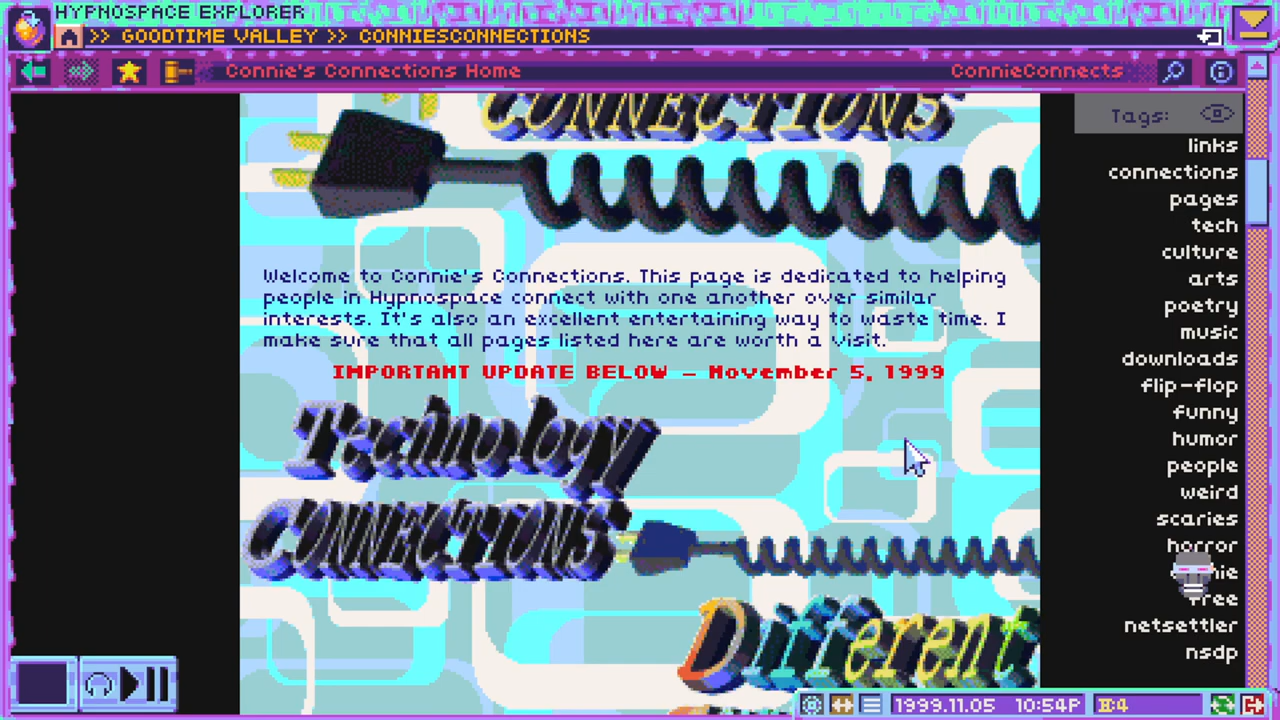 HYPNOSPACE EXPLORER
>> GOODTIME VALLEY >> CONNIESCONNECTIONS
Connie's Connections Home
ConnieConnects
CONNECTIONS
Tags:
links
connections
pages
tech
culture
arts
poetry
music
downloads
flip-flop
funny
humor
people
weird
scaries
horror
free
netsettler
nsdp
Welcome to Connie's Connections. This page is dedicated to helping
people in Hypnospace connect with one another over similar
interests. It's also an excellent entertaining way to waste time. I
make sure that all pages listed here are worth a visit.
IMPORTANT UPDATE BELOW - November 5, 1999
Technology
CONNECTIONS
Different
1999.11.05 10:54P